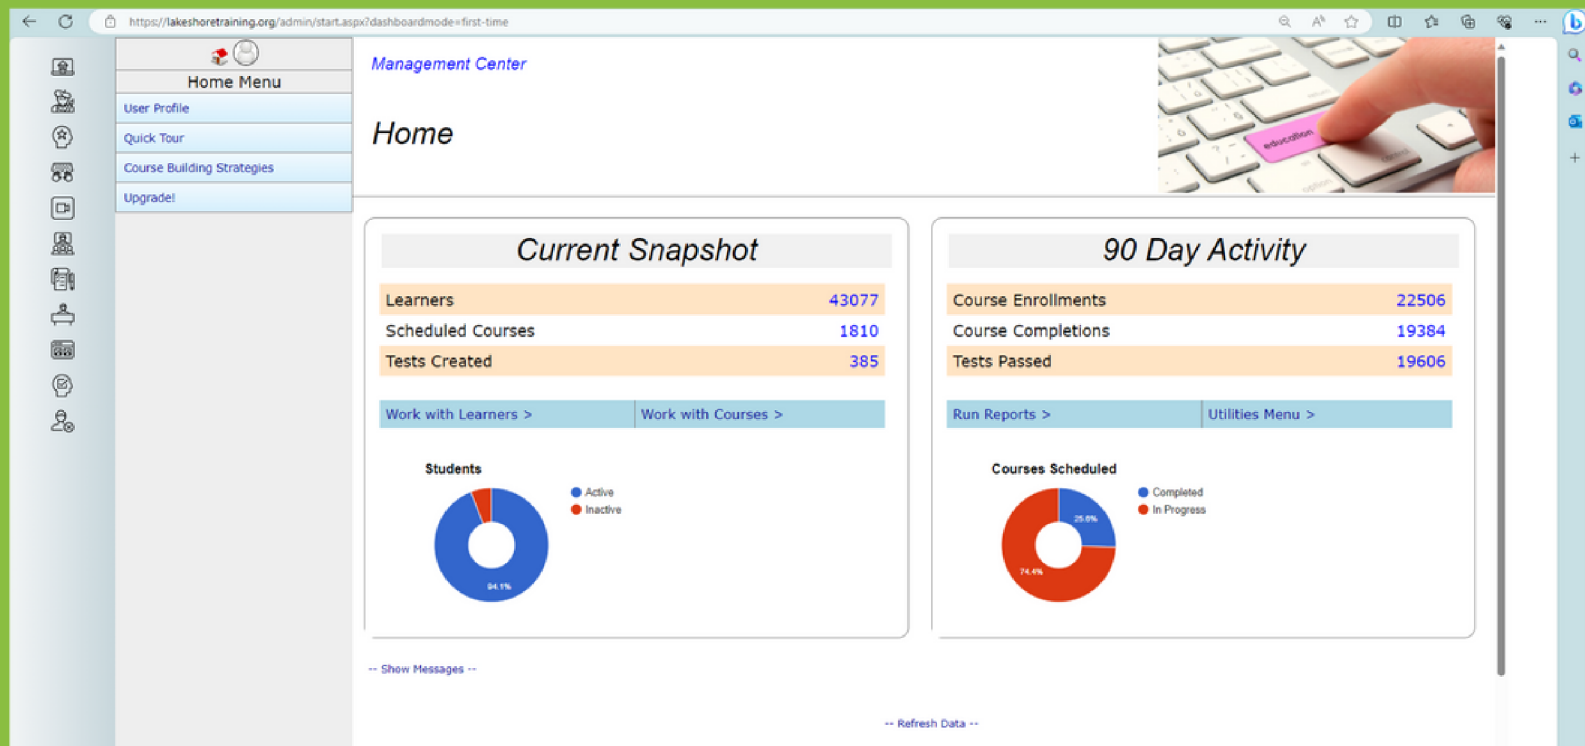 https://lakeshoretraining.org/admin/start.aspx?dashboardmode=first-time
Home Menu
User Profile
Quick Tour
Course Building Strategies
Upgrade!
Management Center
Home
education
option
Current Snapshot
Learners 43077
Scheduled Courses 1810
Tests Created 385
Work with Learners > Work with Courses >
Students
Active
Inactive
94.1%
90 Day Activity
Course Enrollments 22506
Course Completions 19384
Tests Passed 19606
Run Reports > Utilities Menu >
Courses Scheduled
Completed
In Progress
25.6%
74.4%
-- Show Messages --
-- Refresh Data --